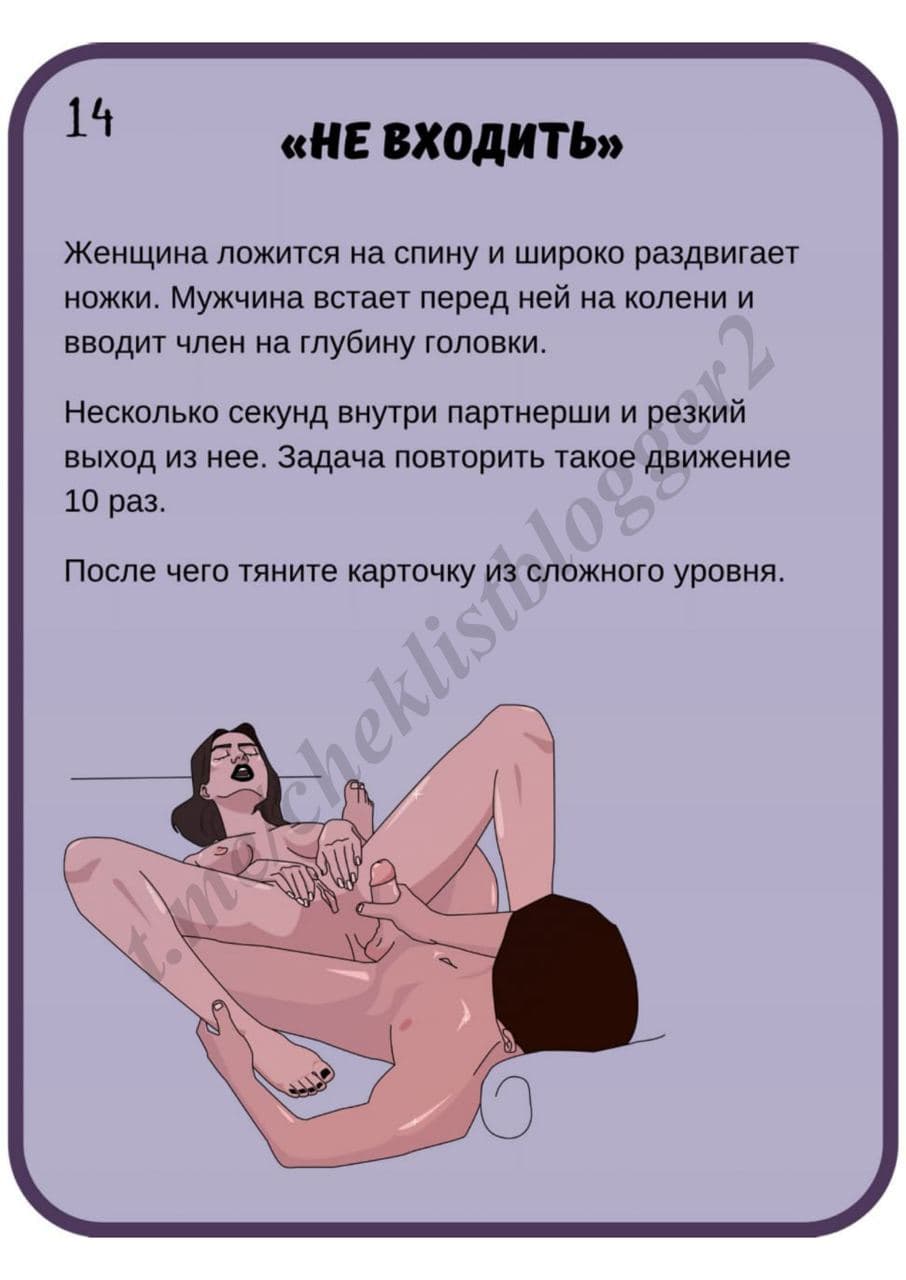 14
«НЕ ВХОДИТЬ»
Женщина ложится на спину и широко раздвигает
ножки. Мужчина встает перед ней на колени и
вводит член на глубину головки.
Несколько секунд внутри партнерши и резкий
выход из нее. Задача повторить такое движение
10 раз.
После чего тяните карточку из сложного уровня.
t.me/cheklistblogger2